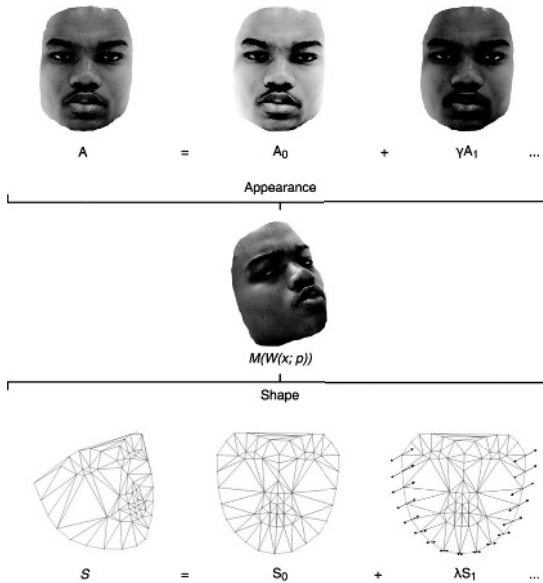 A = A₀ + γA₁ ...
Appearance
M(W(x; p))
Shape
S = S₀ + λS₁ ...